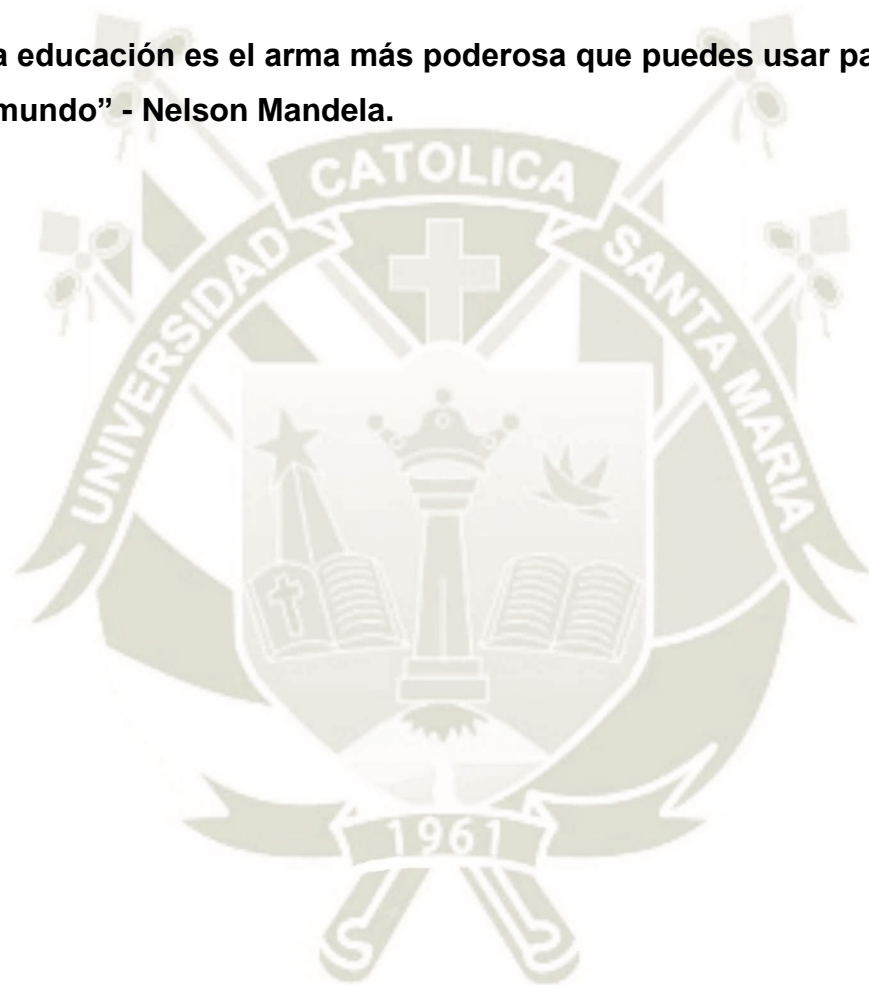 a educación es el arma más poderosa que puedes usar pa
mundo” - Nelson Mandela.
CATOLICA
UNIVERSIDAD
SANTA MARIA
1961